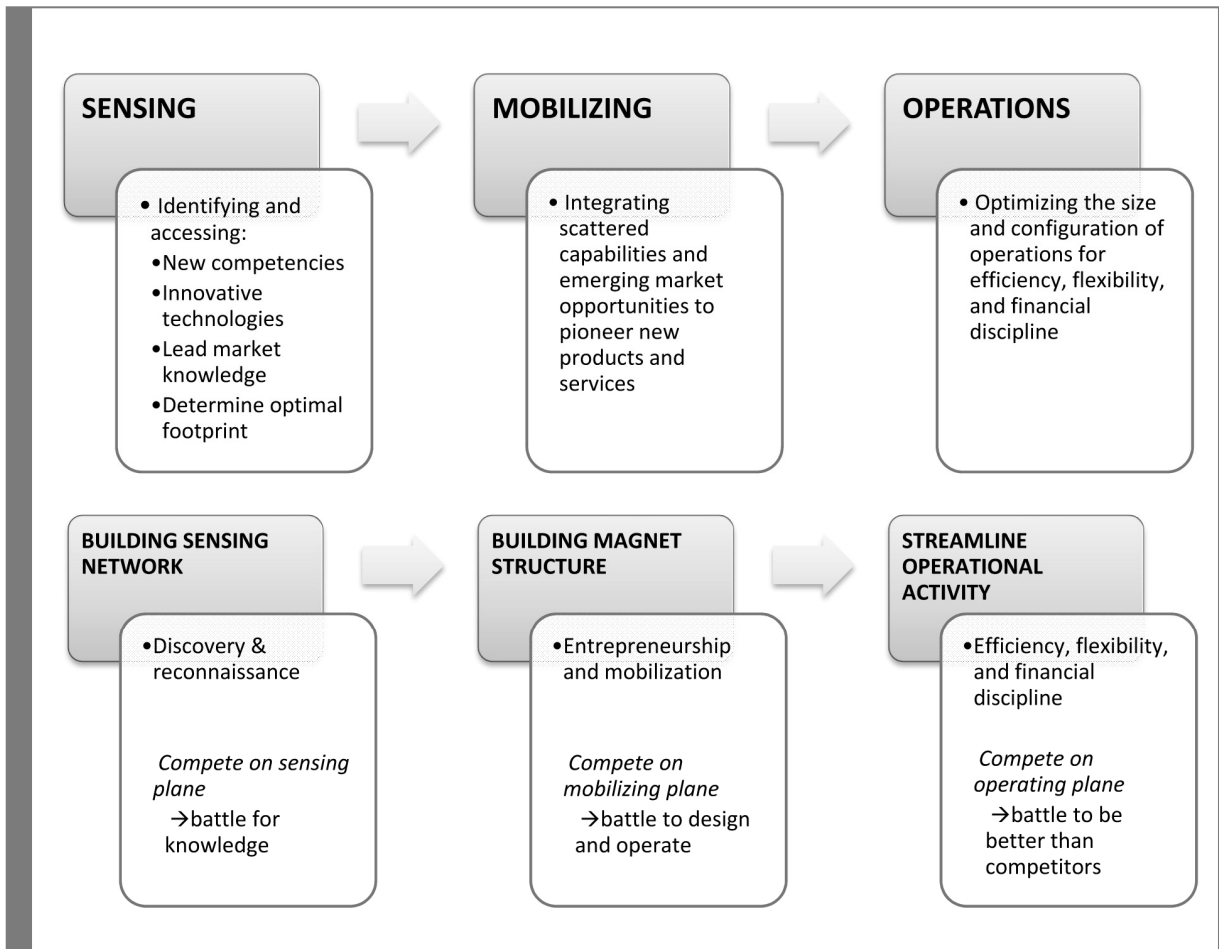 SENSING
• Identifying and
accessing:
•New competencies
•Innovative
technologies
•Lead market
knowledge
•Determine optimal
footprint
MOBILIZING
• Integrating
scattered
capabilities and
emerging market
opportunities to
pioneer new
products and
services
OPERATIONS
• Optimizing the size
and configuration of
operations for
efficiency, flexibility,
and financial
discipline
BUILDING SENSING
NETWORK
•Discovery &
reconnaissance
Compete on sensing
plane
→battle for
knowledge
BUILDING MAGNET
STRUCTURE
•Entrepreneurship
and mobilization
Compete on
mobilizing plane
→battle to design
and operate
STREAMLINE
OPERATIONAL
ACTIVITY
•Efficiency, flexibility,
and financial
discipline
Compete on
operating plane
→battle to be
better than
competitors